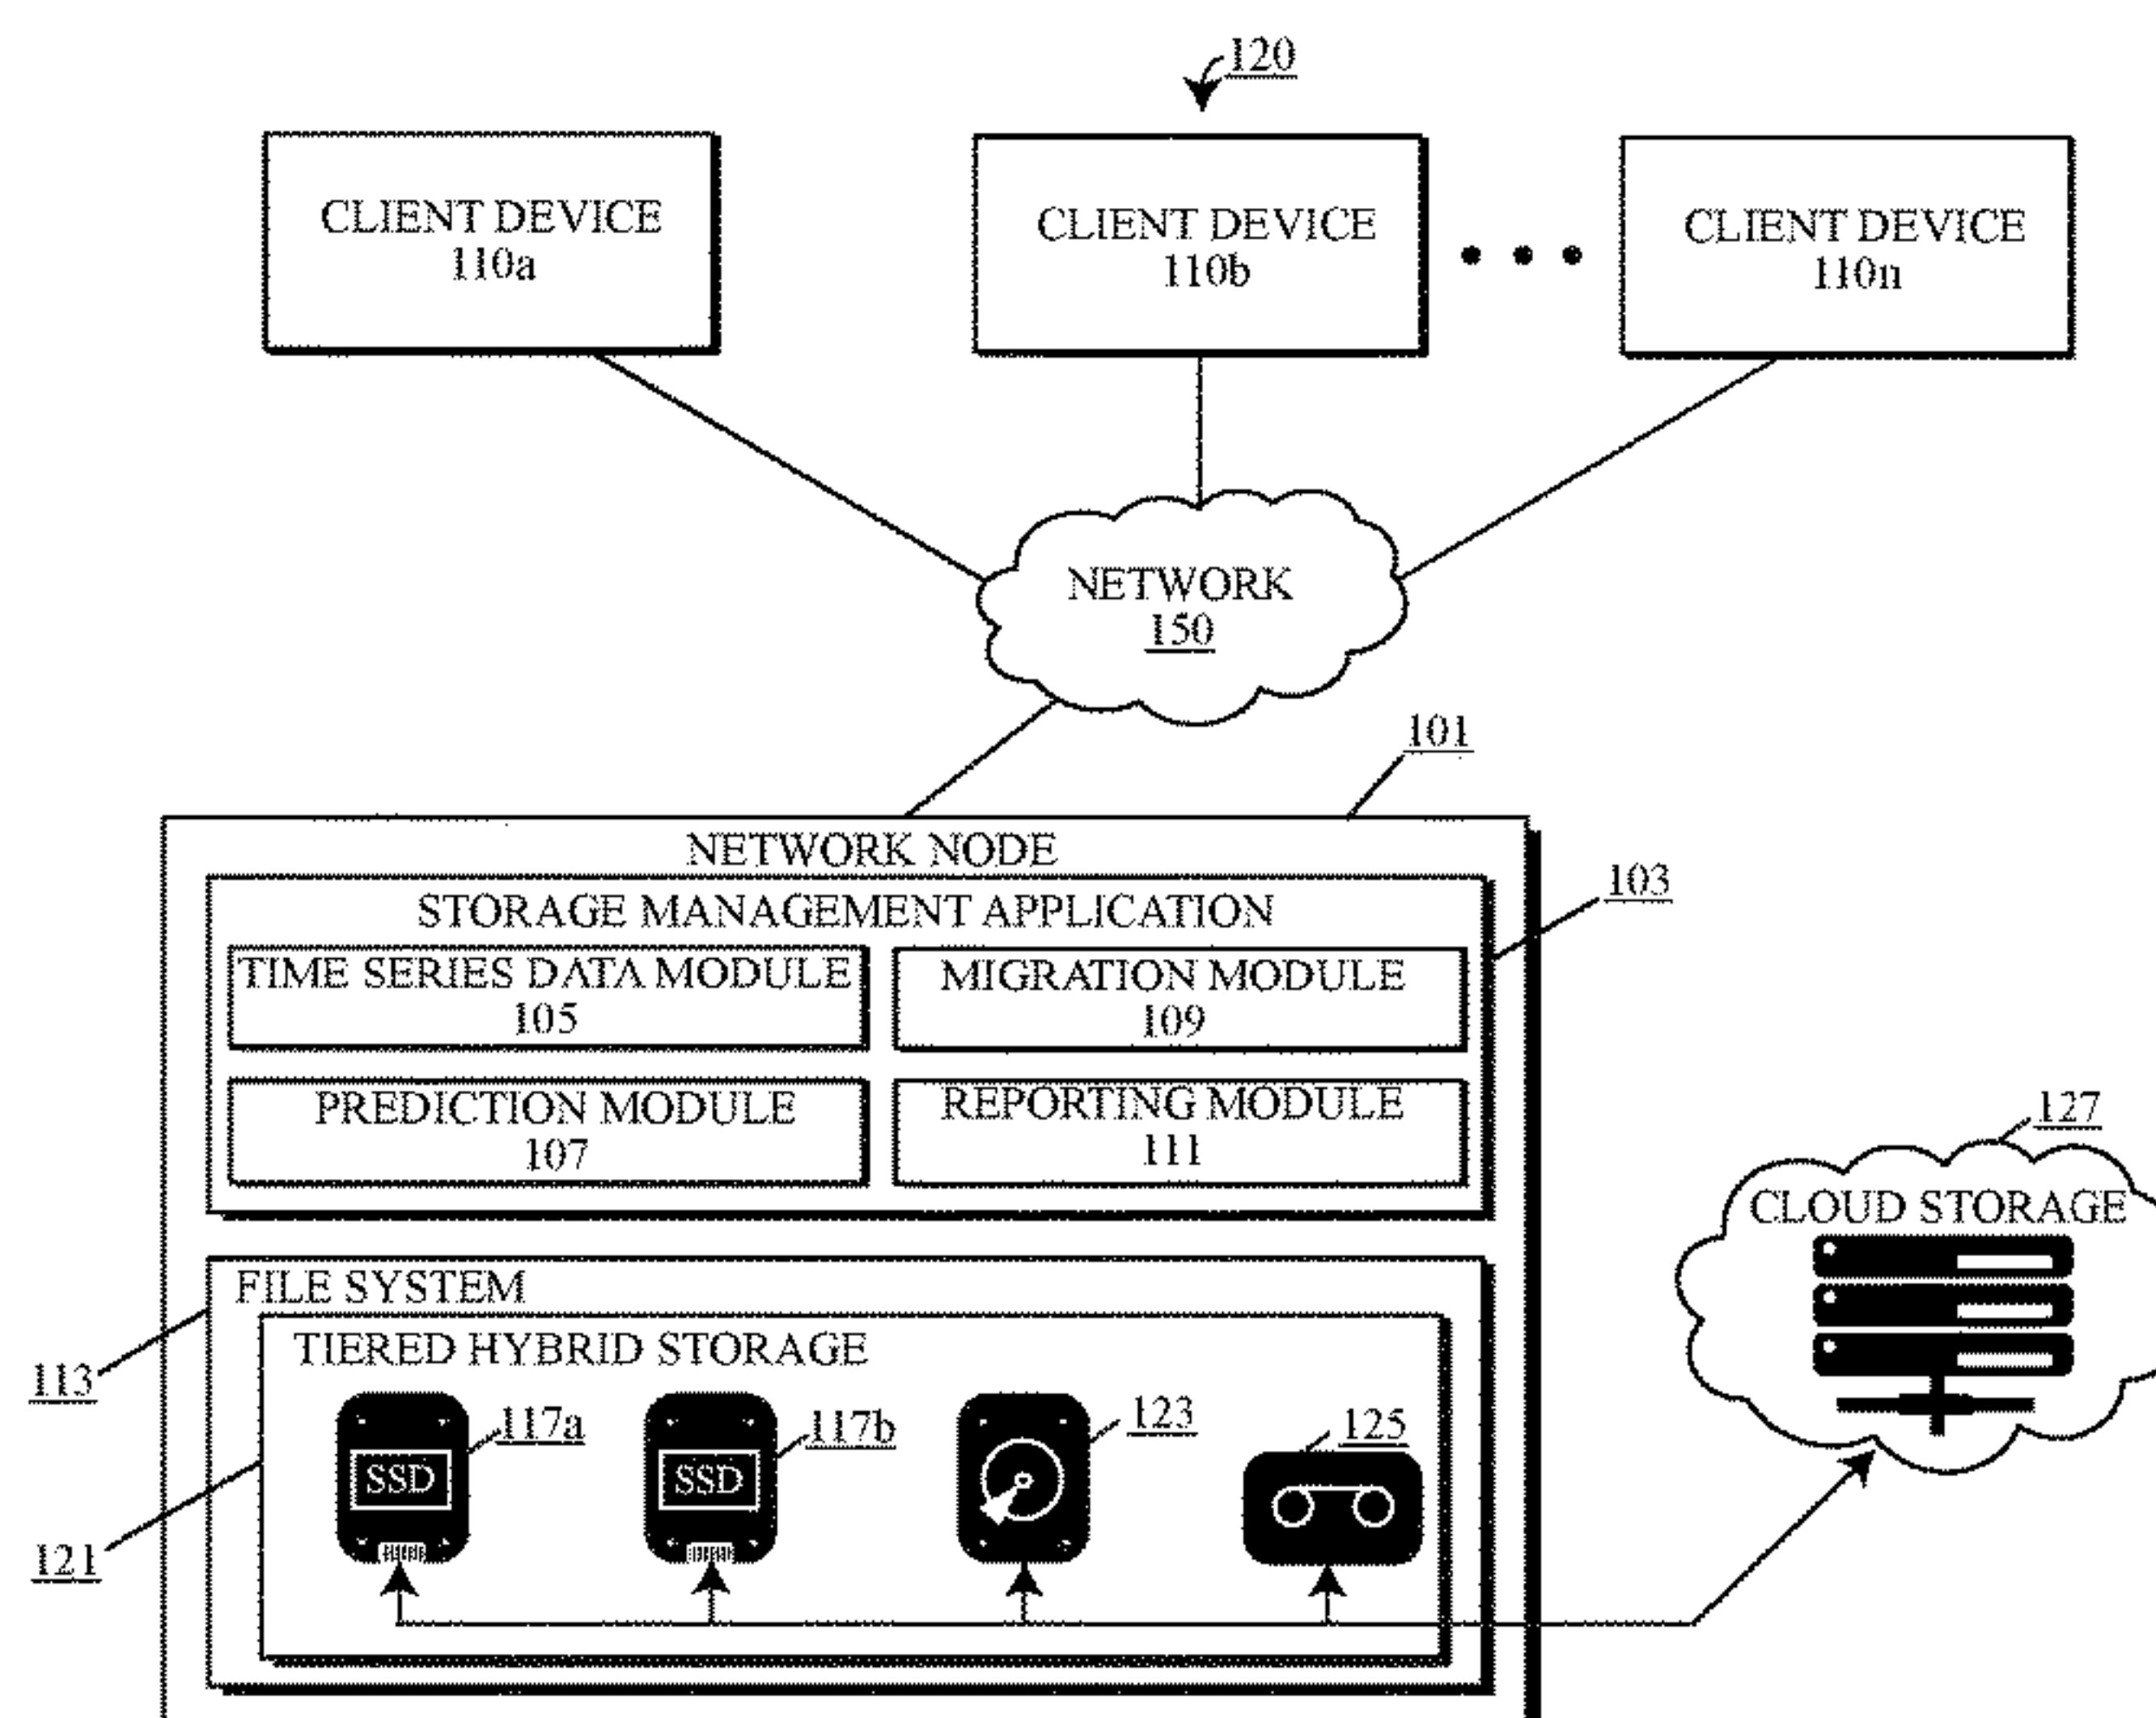 120
CLIENT DEVICE
110a
CLIENT DEVICE
110b
CLIENT DEVICE
110n
NETWORK
150
101
NETWORK NODE
103
STORAGE MANAGEMENT APPLICATION
TIME SERIES DATA MODULE
105
MIGRATION MODULE
109
PREDICTION MODULE
107
REPORTING MODULE
111
127
CLOUD STORAGE
FILE SYSTEM
TIERED HYBRID STORAGE
113
117a
117b
123
125
SSD
SSD
121